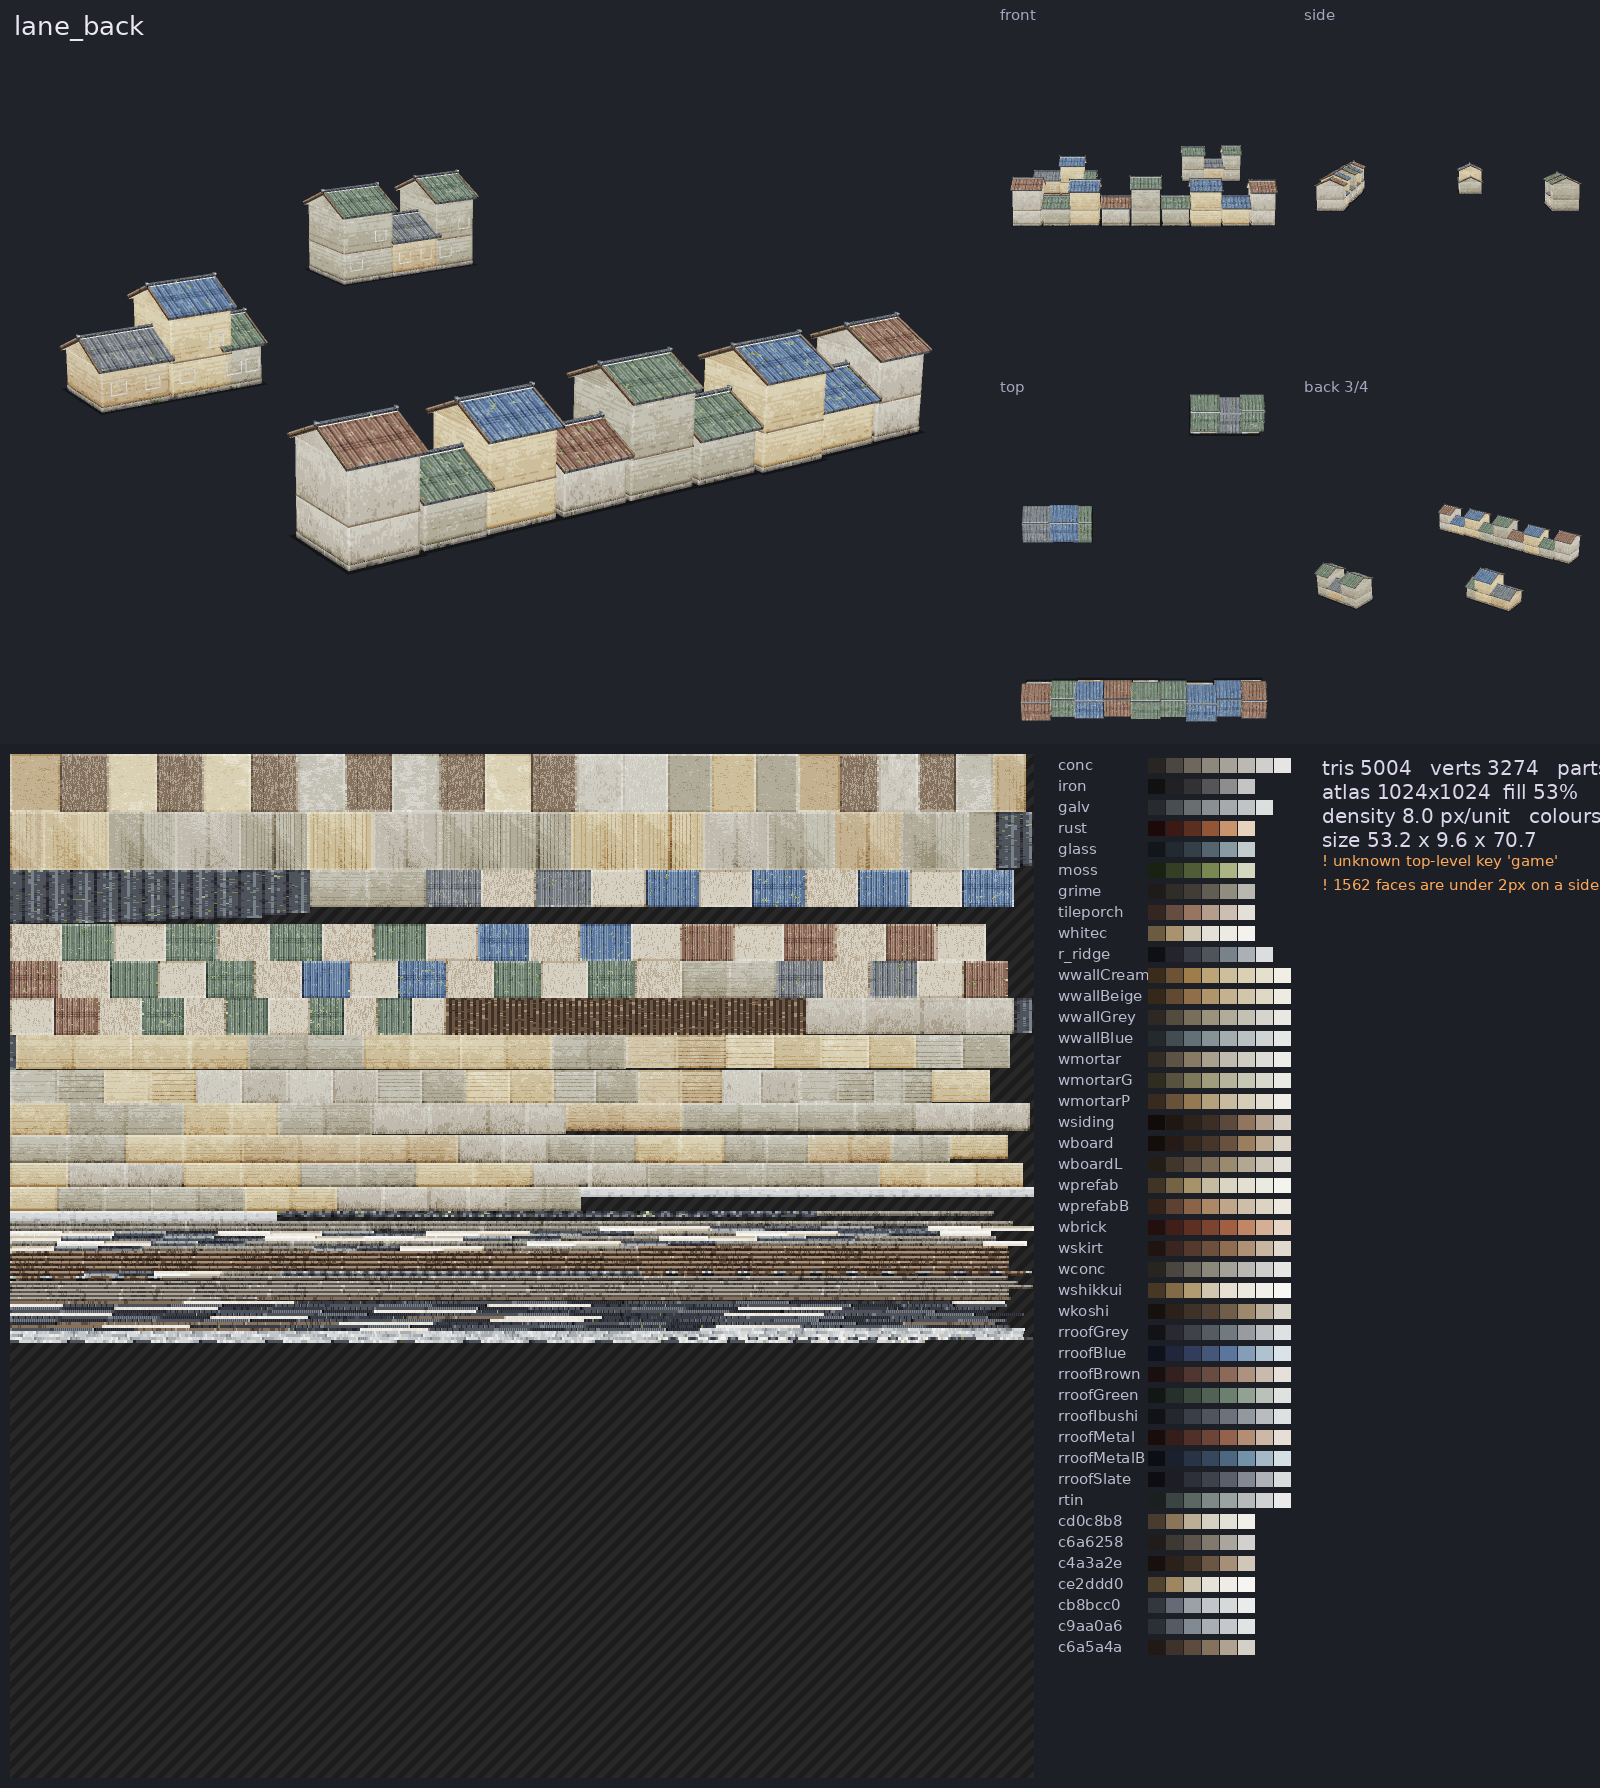 lane_back
front
side
top
back 3/4
conc
iron
galv
rust
glass
moss
grime
tileporch
whitec
r_ridge
wwallCream
wwallBeige
wwallGrey
wwallBlue
wmortar
wmortarG
wmortarP
wsiding
wboard
wboardL
wprefab
wprefabB
wbrick
wskirt
wconc
wshikkui
wkoshi
rroofGrey
rroofBlue
rroofBrown
rroofGreen
rroofIbushi
rroofMetal
rroofMetalB
rroofSlate
rtin
cd0c8b8
c6a6258
c4a3a2e
ce2ddd0
cb8bcc0
c9aa0a6
c6a5a4a
tris 5004 verts 3274 parts
atlas 1024x1024 fill 53%
density 8.0 px/unit colours
size 53.2 x 9.6 x 70.7
! unknown top-level key 'game'
! 1562 faces are under 2px on a side